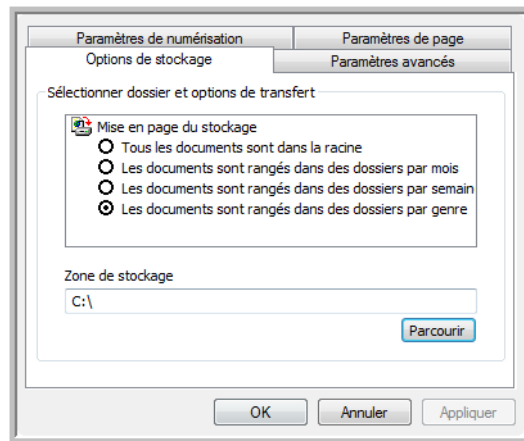 Paramètres de numérisation
Paramètres de page
Options de stockage
Paramètres avancés
Sélectionner dossier et options de transfert
Mise en page du stockage
Tous les documents sont dans la racine
Les documents sont rangés dans des dossiers par mois
Les documents sont rangés dans des dossiers par semain
Les documents sont rangés dans des dossiers par genre
Zone de stockage
C:\
Parcourir
OK
Annuler
Appliquer